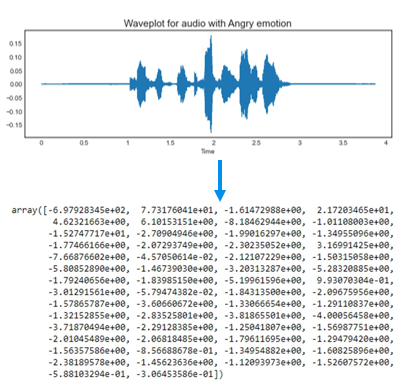 Waveplot for audio with Angry emotion
0.15
0.10
0.05
0.00
−0.05
−0.10
−0.15
0 0.5 1 1.5 2 2.5 3 3.5 4
Time
array([-6.97928345e+02, 7.73176041e+01, -1.61472988e+00, 2.17203465e+01,
4.62321663e+00, 6.10153151e+00, -8.18462944e+00, -1.01108003e+00,
-1.52747717e+01, -2.70904946e+00, -1.99016297e+00, -1.34955096e+00,
-1.77466166e+00, -2.07293749e+00, -2.30235052e+00, 3.16991425e+00,
-7.66876602e+00, -4.57050614e-02, -2.12107229e+00, -1.50315058e+00,
-5.80852890e+00, -1.46739030e+00, -3.20313287e+00, -5.28320885e+00,
-1.79240656e+00, -1.83985150e+00, -5.19961596e+00, 9.93070304e-01,
-3.01291561e+00, -5.79474382e-02, -1.84313500e+00, -2.09675956e+00,
-1.57865787e+00, -3.60660672e+00, -1.33066654e+00, -1.29110837e+00,
-1.32152855e+00, -2.83525801e+00, -3.81865501e+00, -4.00056458e+00,
-3.71870494e+00, -2.29128385e+00, -1.25041807e+00, -1.56987751e+00,
-2.01045489e+00, -2.06818485e+00, -1.79611695e+00, -1.29479420e+00,
-1.56357586e+00, -8.56688678e-01, -1.34954882e+00, -1.60825896e+00,
-2.38189578e+00, -1.45623636e+00, -1.12093973e+00, -1.52607572e+00,
-5.88103294e-01, -3.06453586e-01])